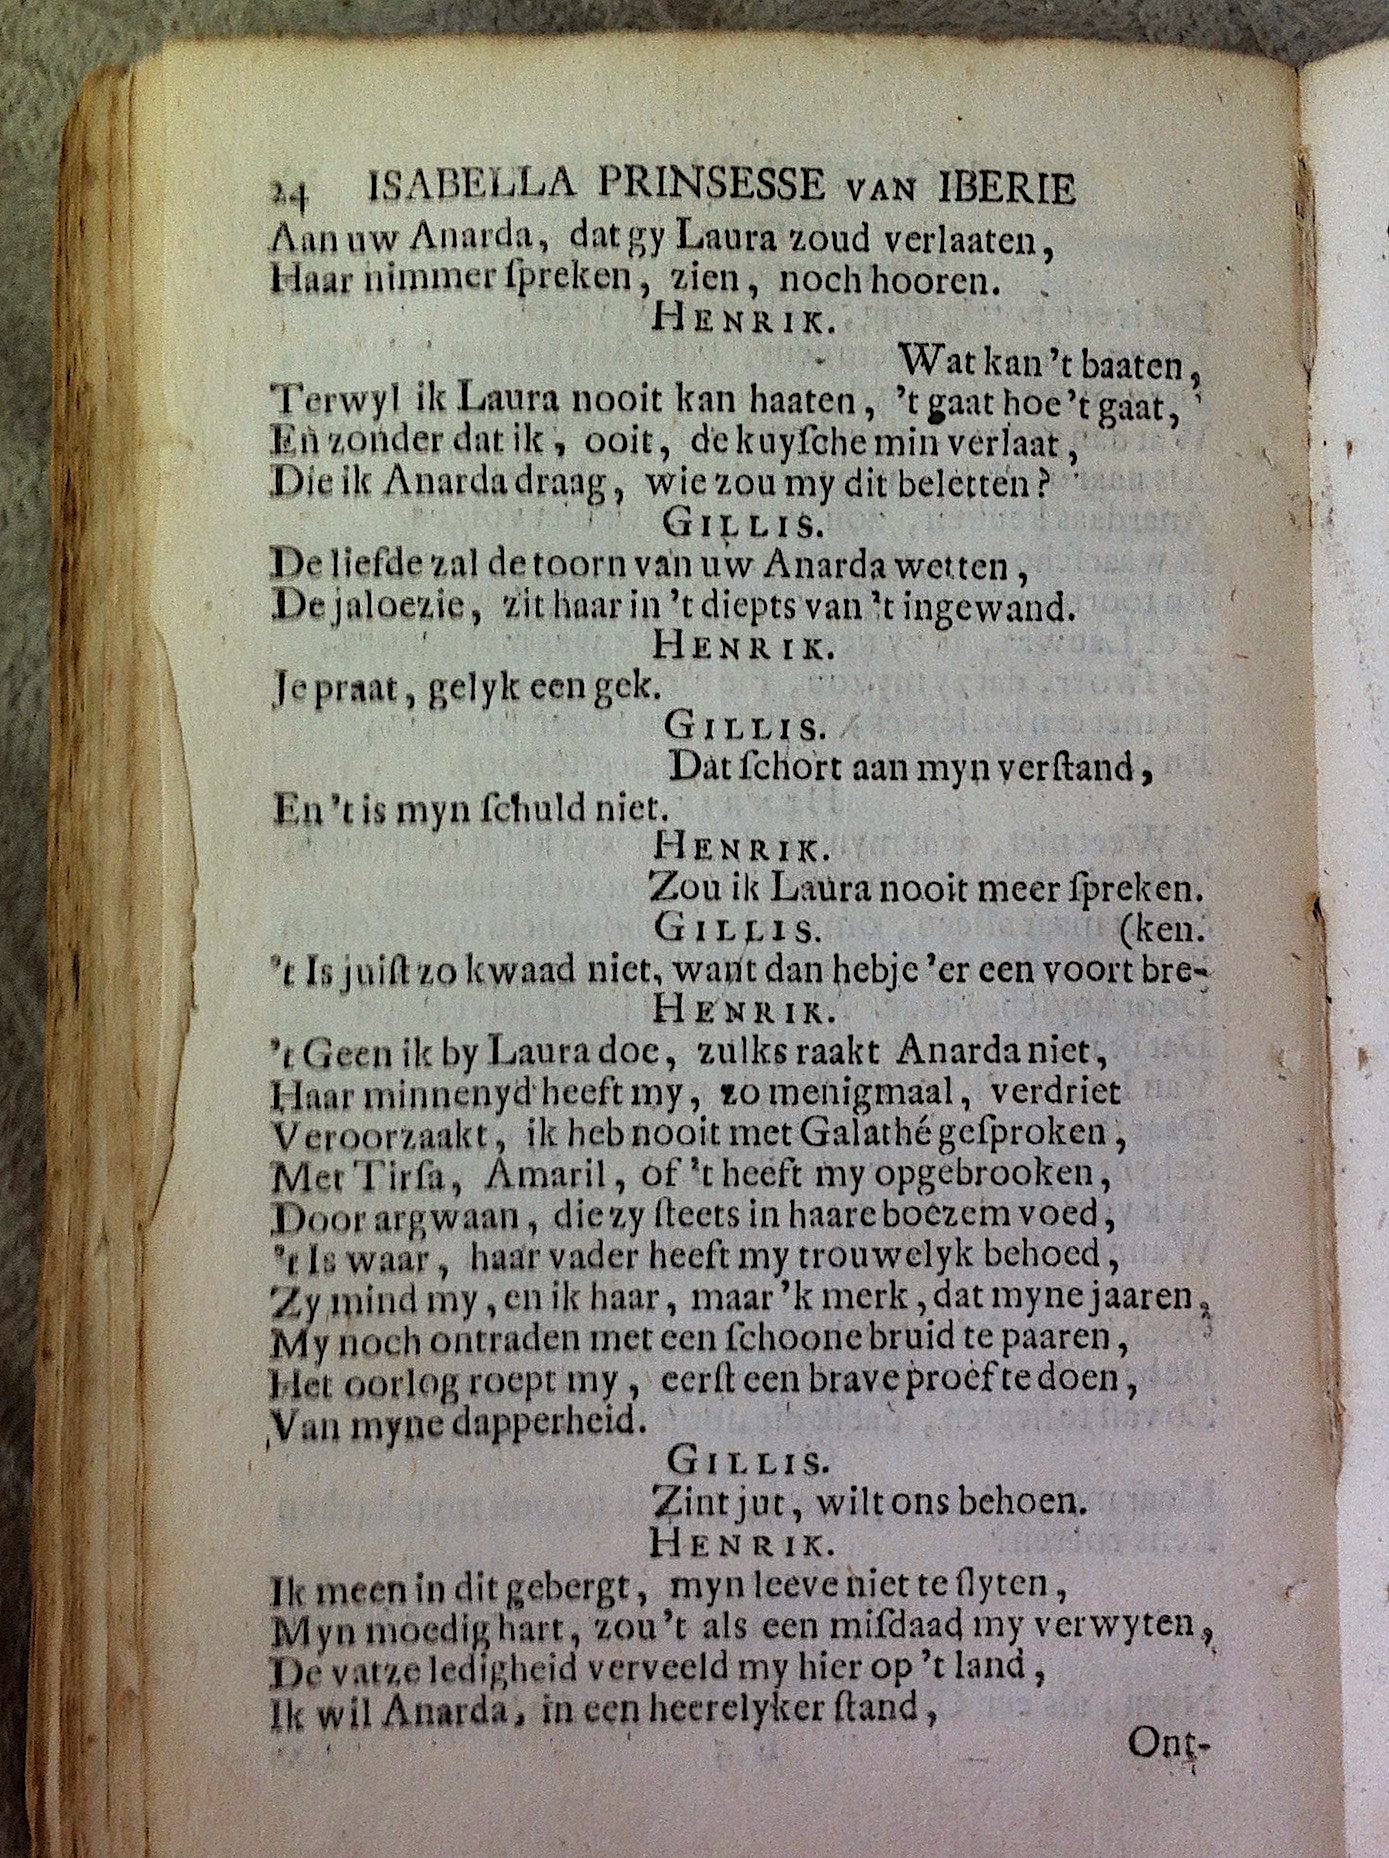 24 ISABELLA PRINSESSE VAN IBERIE
Aan uw Anarda, dat gy Laura zoud verlaaten,
Haar nimmer ſpreken, zien, noch hooren.
HENRIK.
Wat kan 't baaten,
Terwyl ik Laura nooit kan haaten, 't gaat hoe 't gaat,
En zonder dat ik, ooit, de kuyſche min verlaat,
Die ik Anarda draag, wie zou my dit beletten?
GILLIS.
De liefde zal de toorn van uw Anarda wetten,
De jaloezie, zit haar in 't diepts van 't ingewand.
HENRIK.
Je praat, gelyk een gek.
GILLIS.
Dat ſchort aan myn verſtand,
En 't is myn ſchuld niet.
HENRIK.
Zou ik Laura nooit meer ſpreken.
GILLIS. (ken.
't Is juiſt zo kwaad niet, want dan hebje 'er een voort bre-
HENRIK.
't Geen ik by Laura doe, zulks raakt Anarda niet,
Haar minnenyd heeft my, zo menigmaal, verdriet
Veroorzaakt, ik heb nooit met Galathé geſproken,
Met Tirſa, Amaril, of 't heeft my opgebrooken,
Door argwaan, die zy ſteets in haare boezem voed,
't Is waar, haar vader heeft my trouwelyk behoed,
Zy mind my, en ik haar, maar 'k merk, dat myne jaaren,
My noch ontraden met een ſchoone bruid te paaren,
Het oorlog roept my, eerſt een brave proef te doen,
Van myne dapperheid.
GILLIS.
Zint jut, wilt ons behoen.
HENRIK.
Ik meen in dit gebergt, myn leeve niet te ſlyten,
Myn moedig hart, zou 't als een miſdaad my verwyten,
De vatze ledigheid verveeld my hier op 't land,
Ik wil Anarda, in een heerelyker ſtand,
Ont-